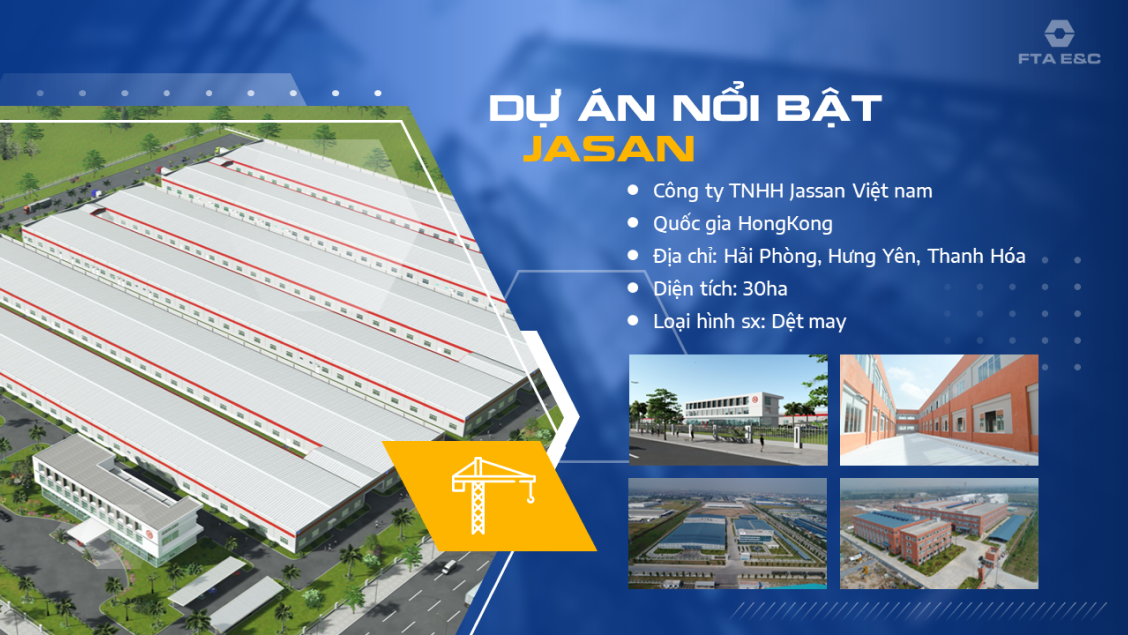 FTA E&C
DỰ ÁN NỔI BẬT
JASAN
Công ty TNHH Jassan Việt nam
Quốc gia HongKong
Địa chỉ: Hải Phòng, Hưng Yên, Thanh Hóa
Diện tích: 30ha
Loại hình sx: Dệt may